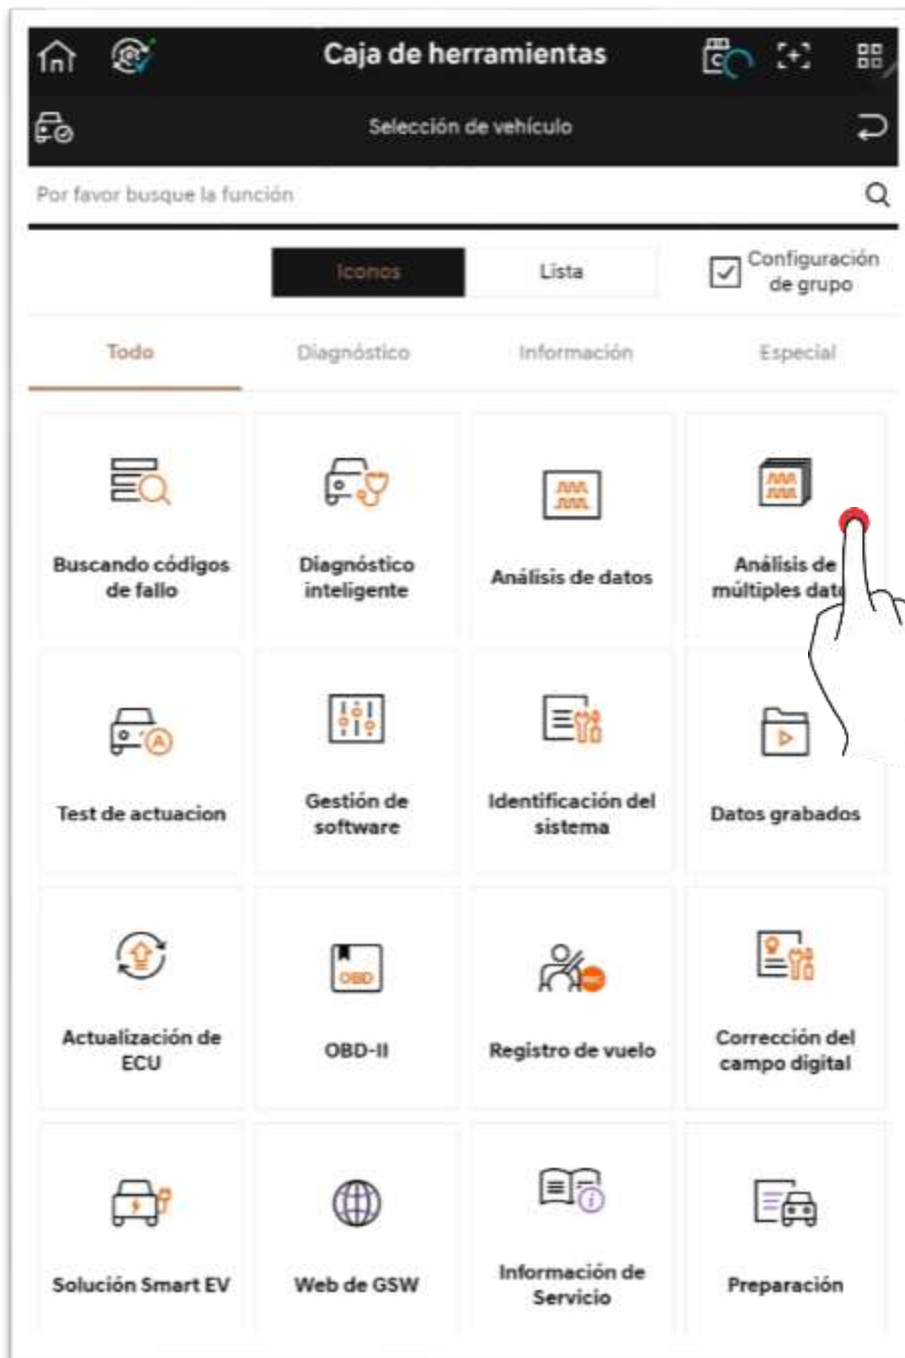 Caja de herramientas
Selección de vehículo
Por favor busque la función
Iconos
Lista
Configuración
de grupo
Todo
Diagnóstico
Información
Especial
Buscando códigos
de fallo
Diagnóstico
inteligente
Análisis de datos
Análisis de
múltiples dato
Test de actuacion
Gestión de
software
Identificación del
sistema
Datos grabados
Actualización de
ECU
OBD
OBD-II
Registro de vuelo
Corrección del
campo digital
Solución Smart EV
Web de GSW
Información de
Servicio
Preparación